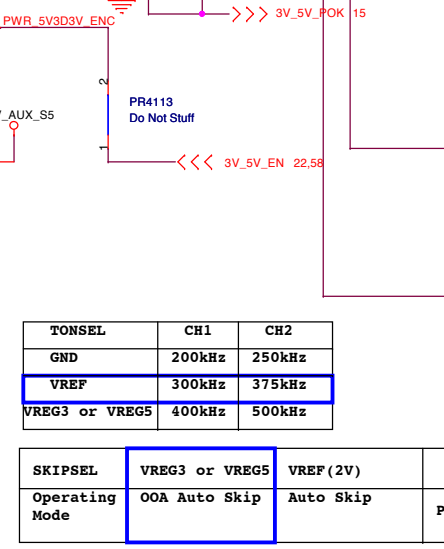 PWR_5V3D3V_ENC
3V_5V_POK 15
2
PR4113
Do Not Stuff
_AUX_S5
1
3V_5V_EN 22,58
TONSEL CH1 CH2
GND 200kHz 250kHz
VREF 300kHz 375kHz
VREG3 or VREG5 400kHz 500kHz
SKIPSEL VREG3 or VREG5 VREF(2V)
Operating OOA Auto Skip Auto Skip
Mode P